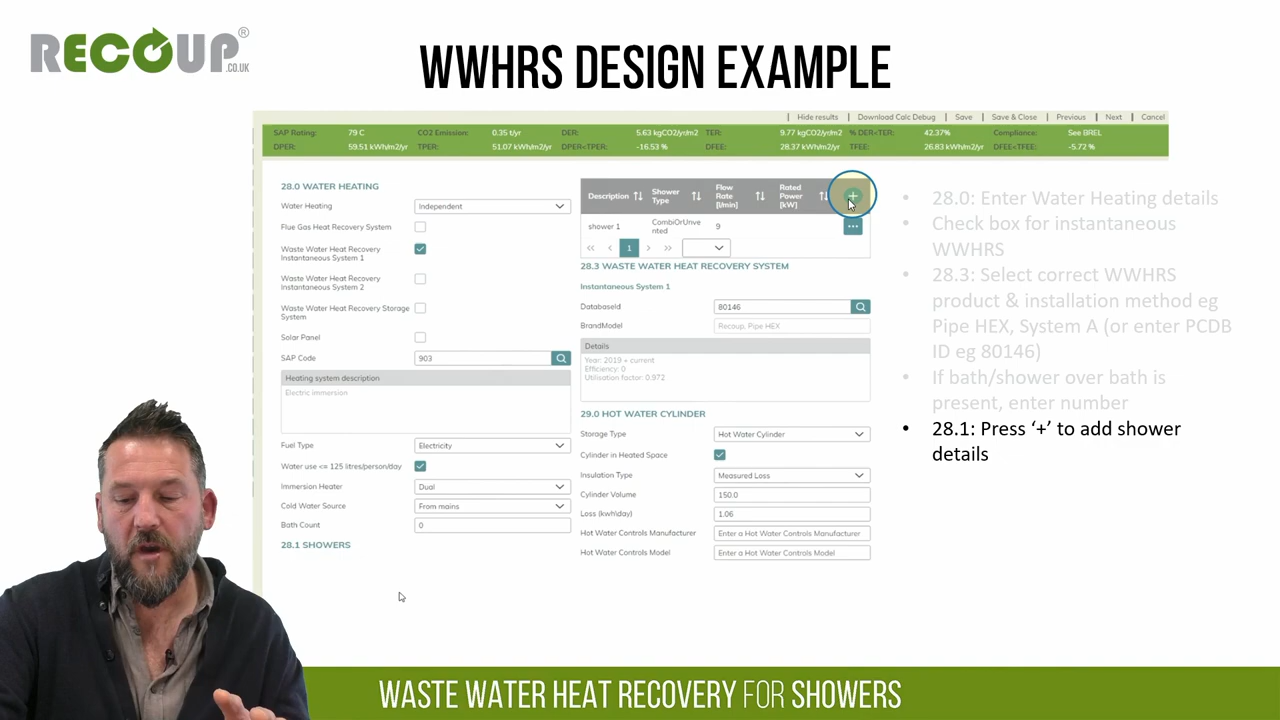 RECOUP®
.CO.UK
WWHRS DESIGN EXAMPLE
| Hide results | Download Calc Debug | Save | Save & Close | Previous | Next | Cancel
SAP Rating: 79 C CO2 Emission: 0.35 t/yr DER: 5.63 kgCO2/yr/m2 TER: 9.77 kgCO2/yr/m2 % DER<TER: 42.37% Compliance: See BREL
DPER: 59.51 kWh/m2/yr TPER: 51.07 kWh/m2/yr DPER<TPER: -16.53 % DFEE: 28.37 kWh/m2/yr TFEE: 26.83 kWh/m2/yr DFEE<TFEE: -5.72 %
28.0 WATER HEATING
Water Heating Independent
Flue Gas Heat Recovery System
Waste Water Heat Recovery
Instantaneous System 1
Waste Water Heat Recovery
Instantaneous System 2
Waste Water Heat Recovery Storage
System
Solar Panel
SAP Code 903
Heating system description
Electric immersion
Fuel Type Electricity
Water use <= 125 litres/person/day
Immersion Heater Dual
Cold Water Source From mains
Bath Count 0
28.1 SHOWERS
Description Shower Type Flow Rate [l/min] Rated Power [kW] +
shower 1 CombiOrUnvented 9 ...
<< < 1 > >>
28.3 WASTE WATER HEAT RECOVERY SYSTEM
Instantaneous System 1
DatabaseId 80146
BrandModel Recoup, Pipe HEX
Details
Year: 2019 + current
Efficiency: 0
Utilisation factor: 0.972
29.0 HOT WATER CYLINDER
Storage Type Hot Water Cylinder
Cylinder in Heated Space
Insulation Type Measured Loss
Cylinder Volume 150.0
Loss (kwh\day) 1.06
Hot Water Controls Manufacturer Enter a Hot Water Controls Manufacturer
Hot Water Controls Model Enter a Hot Water Controls Model
• 28.0: Enter Water Heating details
• Check box for instantaneous
WWHRS
• 28.3: Select correct WWHRS
product & installation method eg
Pipe HEX, System A (or enter PCDB
ID eg 80146)
• If bath/shower over bath is
present, enter number
• 28.1: Press ‘+’ to add shower
details
WASTE WATER HEAT RECOVERY FOR SHOWERS